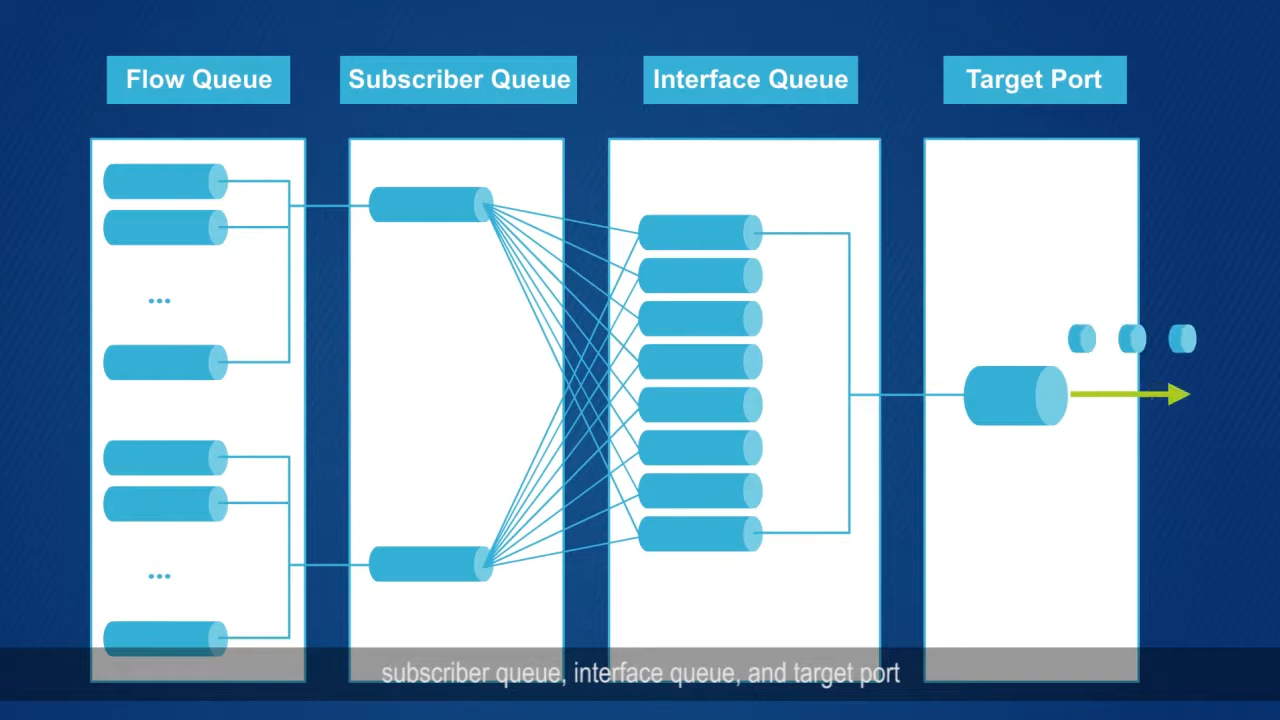 Flow Queue
Subscriber Queue
Interface Queue
Target Port
...
...
subscriber queue, interface queue, and target port